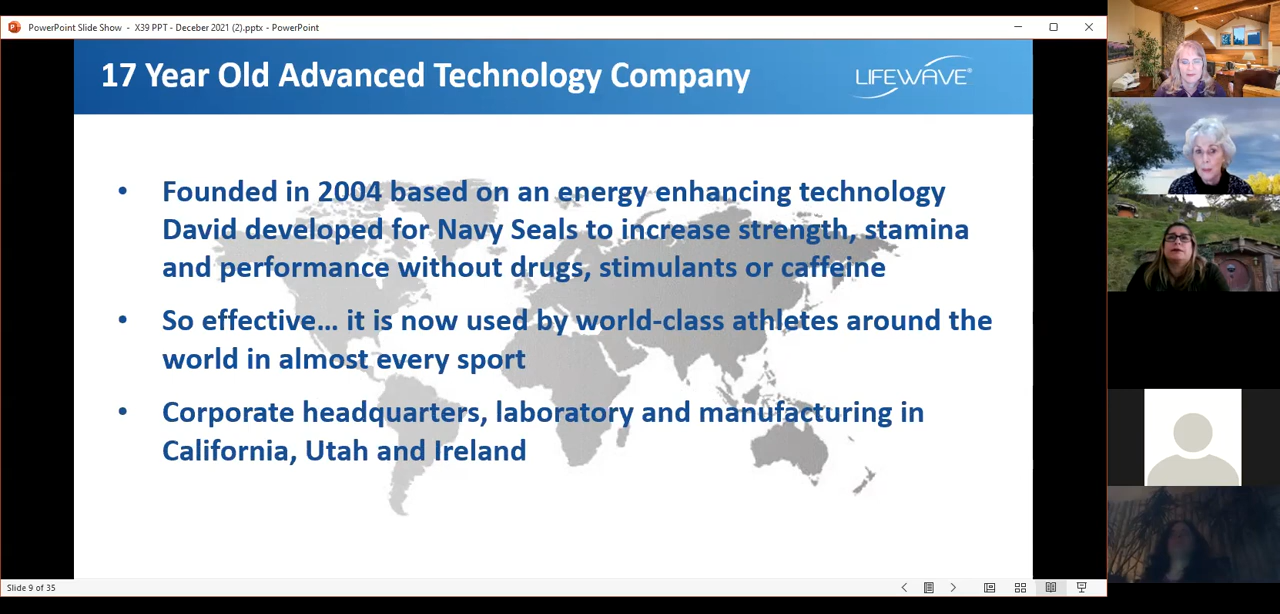 PowerPoint Slide Show - X39 PPT - Deceber 2021 (2).pptx - PowerPoint
17 Year Old Advanced Technology Company
LIFEWAVE®
• Founded in 2004 based on an energy enhancing technology
David developed for Navy Seals to increase strength, stamina
and performance without drugs, stimulants or caffeine
• So effective... it is now used by world-class athletes around the
world in almost every sport
• Corporate headquarters, laboratory and manufacturing in
California, Utah and Ireland
Slide 9 of 35